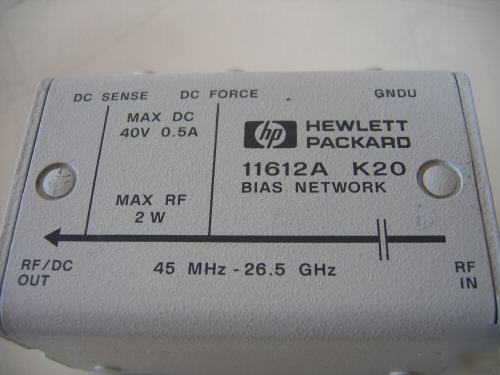 DC SENSE DC FORCE GNDU
MAX DC
40V 0.5A
hp HEWLETT
PACKARD
11612A K20
BIAS NETWORK
MAX RF
2 W
RF/DC
OUT
45 MHz - 26.5 GHz
RF
IN